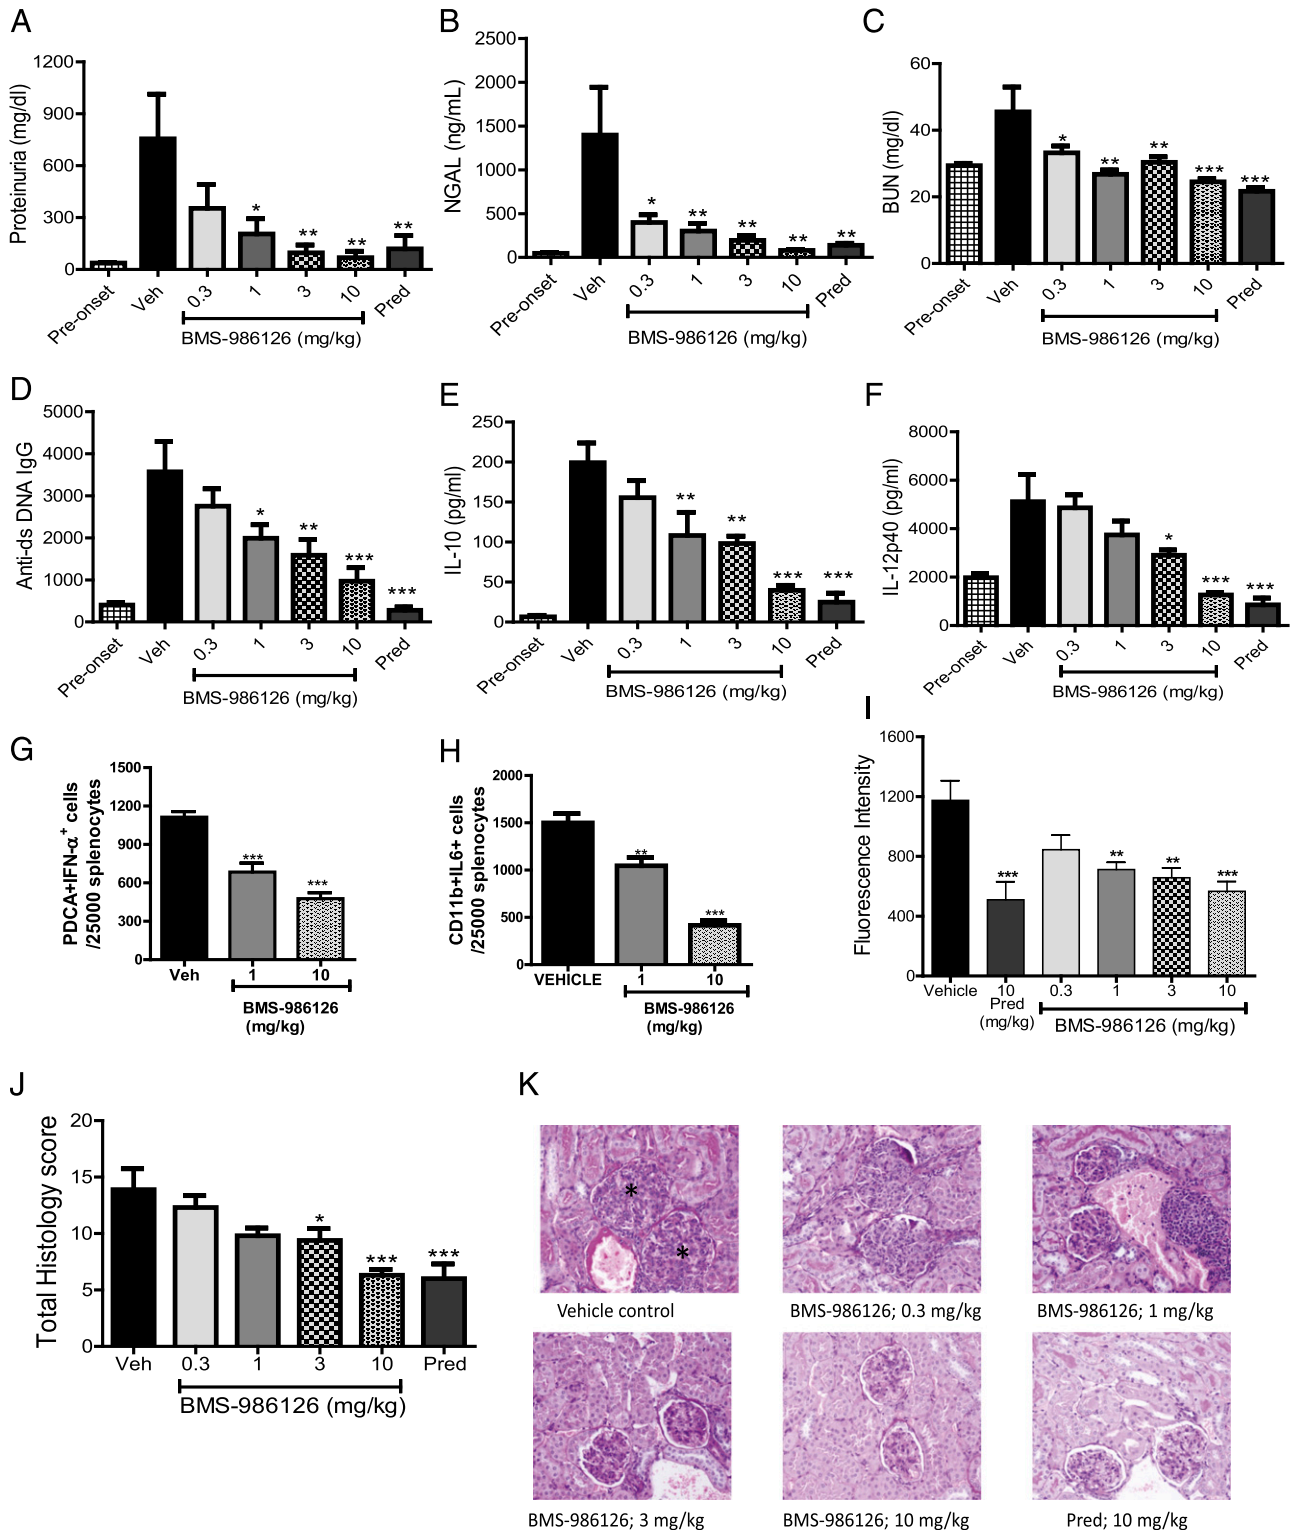 A
Proteinuria (mg/dl)
1200
900
600
300
0
*
**
**
**
Pre-onset
Veh
0.3
1
3
10
Pred
BMS-986126 (mg/kg)
B
NGAL (ng/mL)
2500
2000
1500
1000
500
0
*
**
**
**
**
Pre-onset
Veh
0.3
1
3
10
Pred
BMS-986126 (mg/kg)
C
BUN (mg/dl)
60
40
20
0
*
**
**
***
***
Pre-onset
Veh
0.3
1
3
10
Pred
BMS-986126 (mg/kg)
D
Anti-ds DNA IgG
5000
4000
3000
2000
1000
0
*
**
***
***
Pre-onset
Veh
0.3
1
3
10
Pred
BMS-986126 (mg/kg)
E
IL-10 (pg/ml)
250
200
150
100
50
0
**
**
***
***
Pre-onset
Veh
0.3
1
3
10
Pred
BMS-986126 (mg/kg)
F
IL-12p40 (pg/ml)
8000
6000
4000
2000
0
*
***
***
Pre-onset
Veh
0.3
1
3
10
Pred
BMS-986126 (mg/kg)
G
PDCA+IFN-α+ cells
/25000 splenocytes
1500
1200
900
600
300
0
***
***
Veh
1
10
BMS-986126
(mg/kg)
H
CD11b+IL6+ cells
/25000 splenocytes
2000
1500
1000
500
0
**
***
VEHICLE
1
10
BMS-986126
(mg/kg)
I
Fluorescence Intensity
1600
1200
800
400
0
***
**
**
***
Vehicle
10
Pred
(mg/kg)
0.3
1
3
10
BMS-986126 (mg/kg)
J
Total Histology score
20
15
10
5
0
*
***
***
Veh
0.3
1
3
10
Pred
BMS-986126 (mg/kg)
K
*
*
Vehicle control
BMS-986126; 0.3 mg/kg
BMS-986126; 1 mg/kg
BMS-986126; 3 mg/kg
BMS-986126; 10 mg/kg
Pred; 10 mg/kg